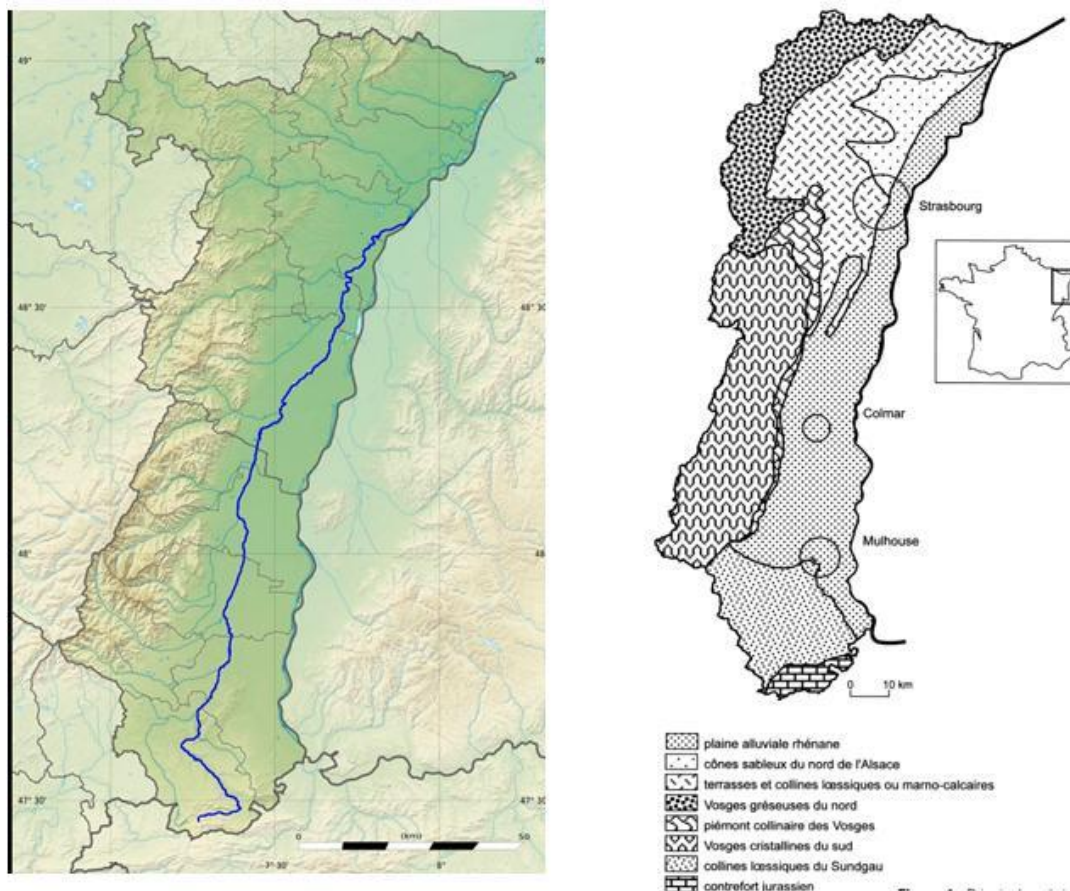 49°
49
48° 30'
48° 30
48°
48
47° 30'
47° 30
0 (km) 50
7° 30'
8°
Strasbourg
Colmar
Mulhouse
0 10 km
plaine alluviale rhénane
cônes sableux du nord de l'Alsace
terrasses et collines lœssiques ou marno-calcaires
Vosges gréseuses du nord
piémont collinaire des Vosges
Vosges cristallines du sud
collines lœssiques du Sundgau
contrefort jurassien